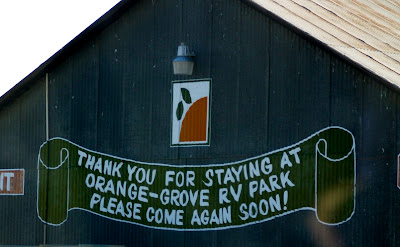 THANK YOU FOR STAYING AT
ORANGE-GROVE RV PARK
PLEASE COME AGAIN SOON!